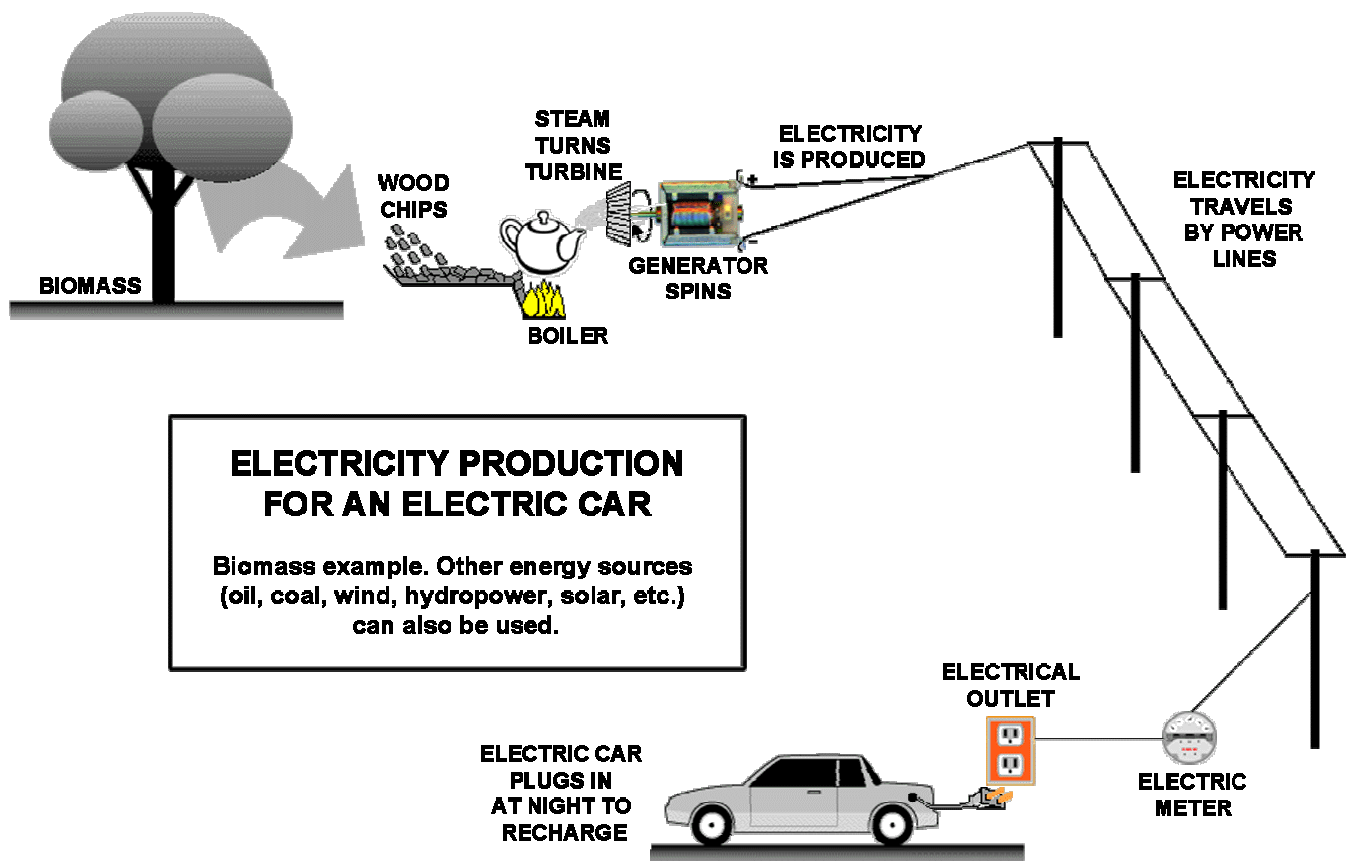 STEAM
TURNS
TURBINE
ELECTRICITY
IS PRODUCED
WOOD
CHIPS
ELECTRICITY
TRAVELS
BY POWER
LINES
+
-
BIOMASS
GENERATOR
SPINS
BOILER
ELECTRICITY PRODUCTION
FOR AN ELECTRIC CAR
Biomass example. Other energy sources
(oil, coal, wind, hydropower, solar, etc.)
can also be used.
ELECTRICAL
OUTLET
ELECTRIC CAR
PLUGS IN
AT NIGHT TO
RECHARGE
ELECTRIC
METER